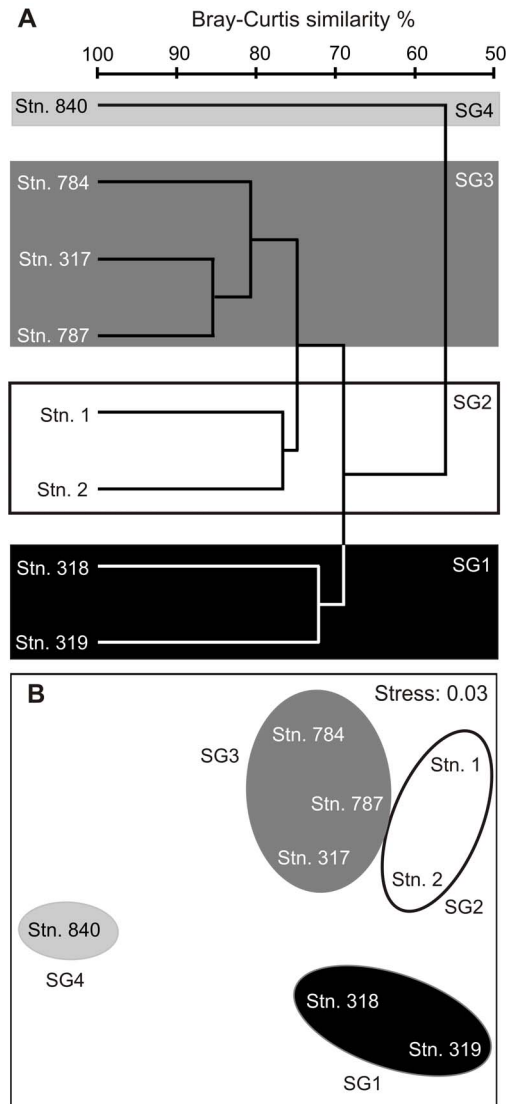 A
Bray-Curtis similarity %
100 90 80 70 60 50
Stn. 840
SG4
Stn. 784
SG3
Stn. 317
Stn. 787
Stn. 1
SG2
Stn. 2
Stn. 318
SG1
Stn. 319
B
Stress: 0.03
Stn. 784
SG3
Stn. 1
Stn. 787
Stn. 317
Stn. 2
SG2
Stn. 840
SG4
Stn. 318
Stn. 319
SG1